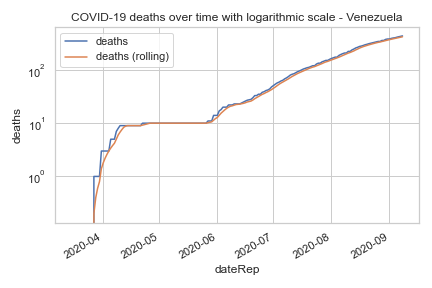 COVID-19 deaths over time with logarithmic scale - Venezuela
deaths
deaths (rolling)
10²
10¹
10⁰
deaths
2020-04
2020-05
2020-06
2020-07
2020-08
2020-09
dateRep